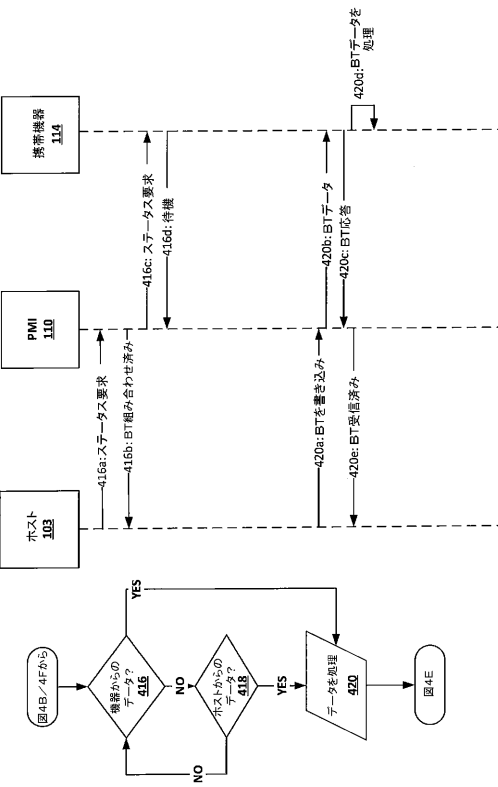 図4B／4Fから
機器からの
データ？
416
YES
NO
ホストからの
データ？
418
NO
YES
データを処理
420
図4E
ホスト
103
PMI
110
携帯機器
114
416a:ステータス要求
416b:BT組み合わせ済み
416c: ステータス要求
416d: 待機
420a: BTを書き込み
420b: BTデータ
420c: BT応答
420d: BTデータを
処理
420e: BT受信済み